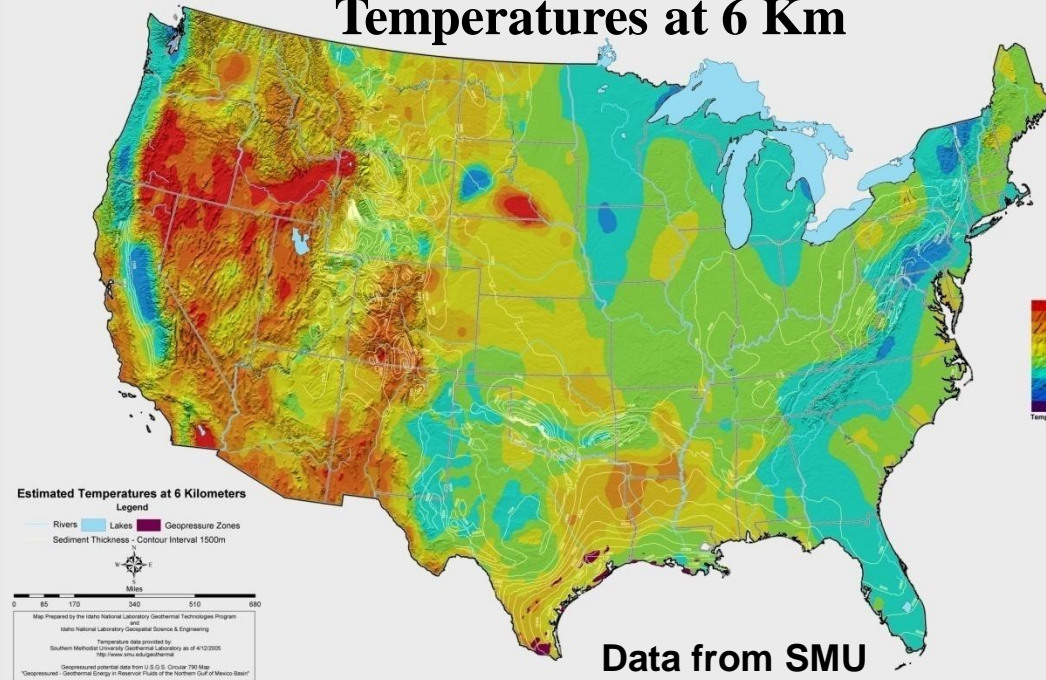 Temperatures at 6 Km
Estimated Temperatures at 6 Kilometers
Legend
Rivers Lakes Geopressure Zones
Sediment Thickness - Contour Interval 1500m
N
W E
S
Miles
0 85 170 340 510 680
Map Prepared by the Idaho National Laboratory Geothermal Technologies Program
and
Idaho National Laboratory Geospatial Science & Engineering
Temperature data provided by
Southern Methodist University Geothermal Laboratory as of 4/12/2005
http://www.smu.edu/geothermal
Geopressured potential data from U.S.G.S. Circular 790 Map
"Geopressured - Geothermal Energy in Reservoir Fluids of the Northern Gulf of Mexico Basin"
Temp
Data from SMU